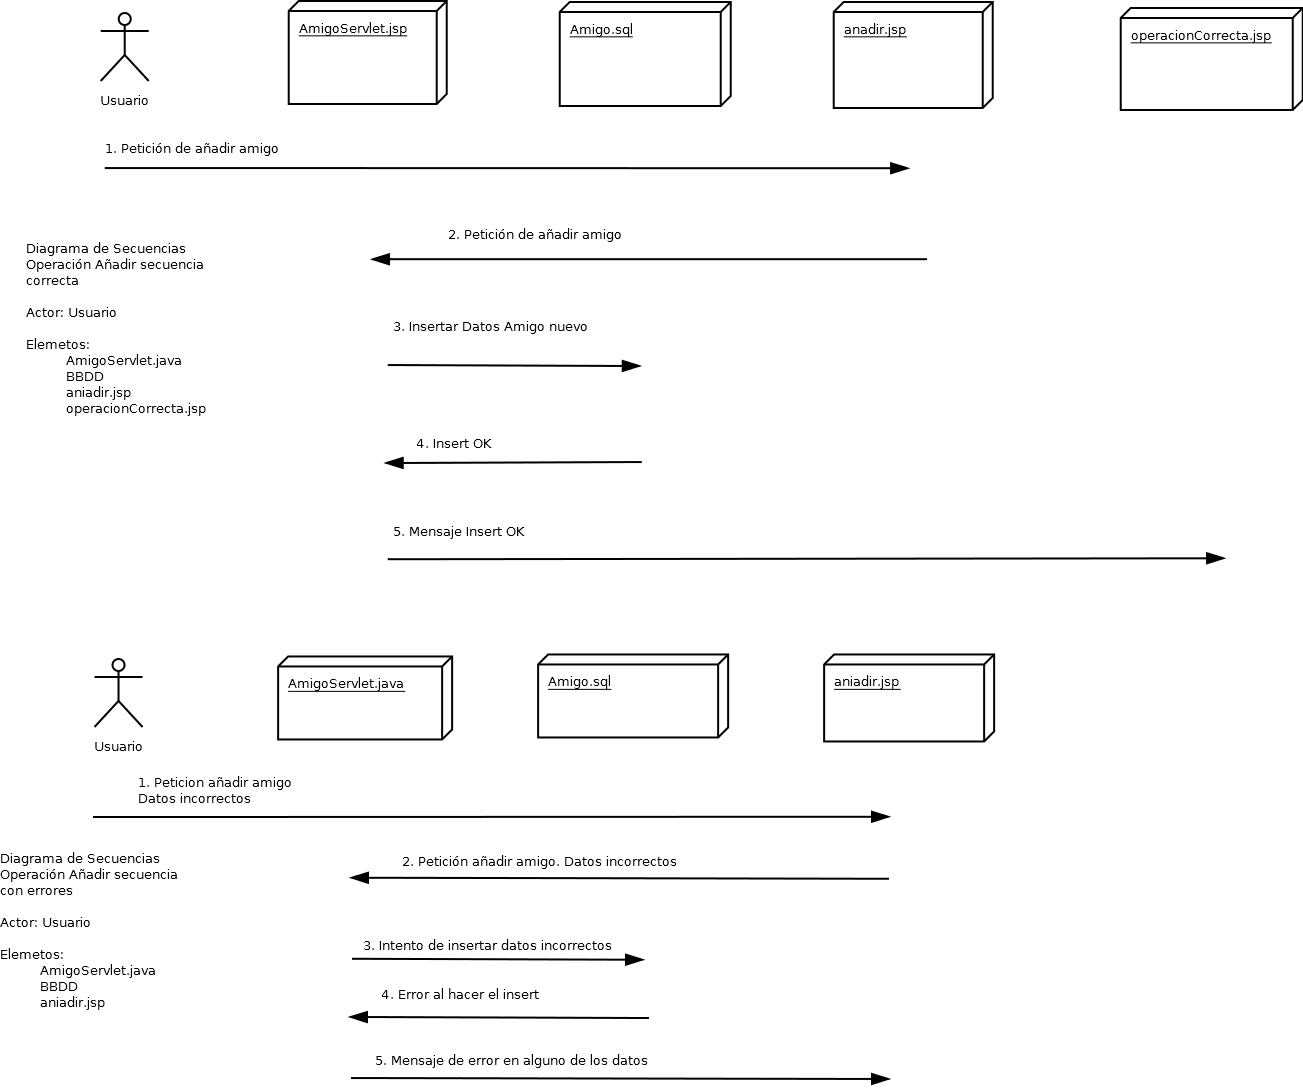 AmigoServlet.jsp
Amigo.sql
anadir.jsp
operacionCorrecta.jsp
Usuario
1. Petición de añadir amigo
2. Petición de añadir amigo
Diagrama de Secuencias
Operación Añadir secuencia
correcta
Actor: Usuario
Elemetos:
AmigoServlet.java
BBDD
aniadir.jsp
operacionCorrecta.jsp
3. Insertar Datos Amigo nuevo
4. Insert OK
5. Mensaje Insert OK
AmigoServlet.java
Amigo.sql
aniadir.jsp
Usuario
1. Peticion añadir amigo
Datos incorrectos
2. Petición añadir amigo. Datos incorrectos
Diagrama de Secuencias
Operación Añadir secuencia
con errores
Actor: Usuario
Elemetos:
AmigoServlet.java
BBDD
aniadir.jsp
3. Intento de insertar datos incorrectos
4. Error al hacer el insert
5. Mensaje de error en alguno de los datos